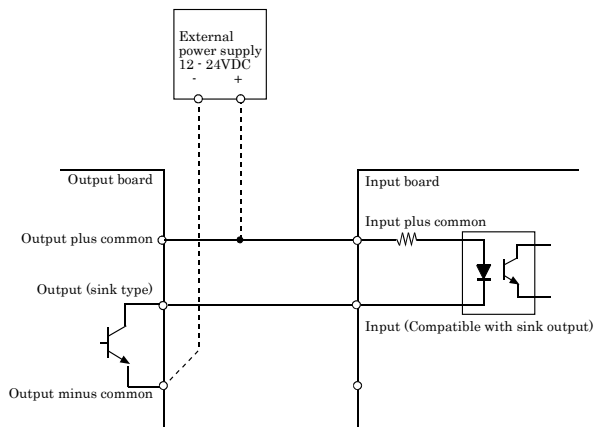 External
power supply
12 - 24VDC
- +
Output board
Input board
Output plus common
Input plus common
Output (sink type)
Input (Compatible with sink output)
Output minus common